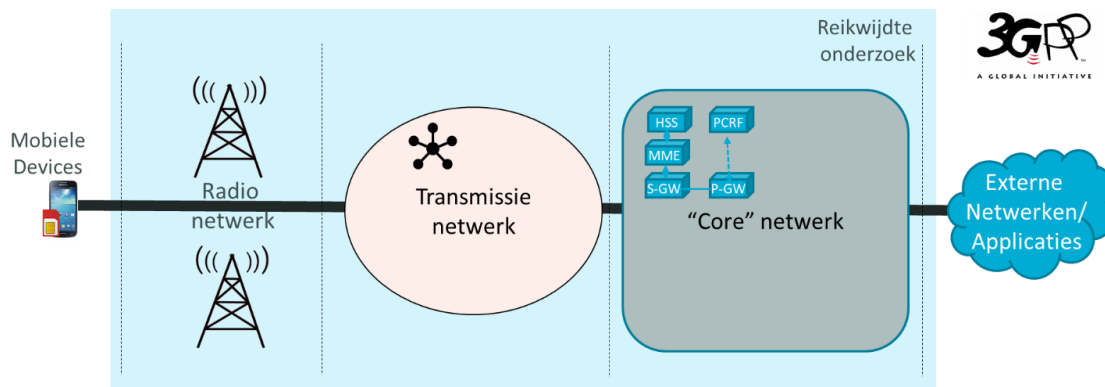 Reikwijdte
onderzoek
3GPP
TM
A GLOBAL INITIATIVE
Mobiele
Devices
Radio
netwerk
Transmissie
netwerk
HSS
PCRF
MME
S-GW
P-GW
“Core” netwerk
Externe
Netwerken/
Applicaties